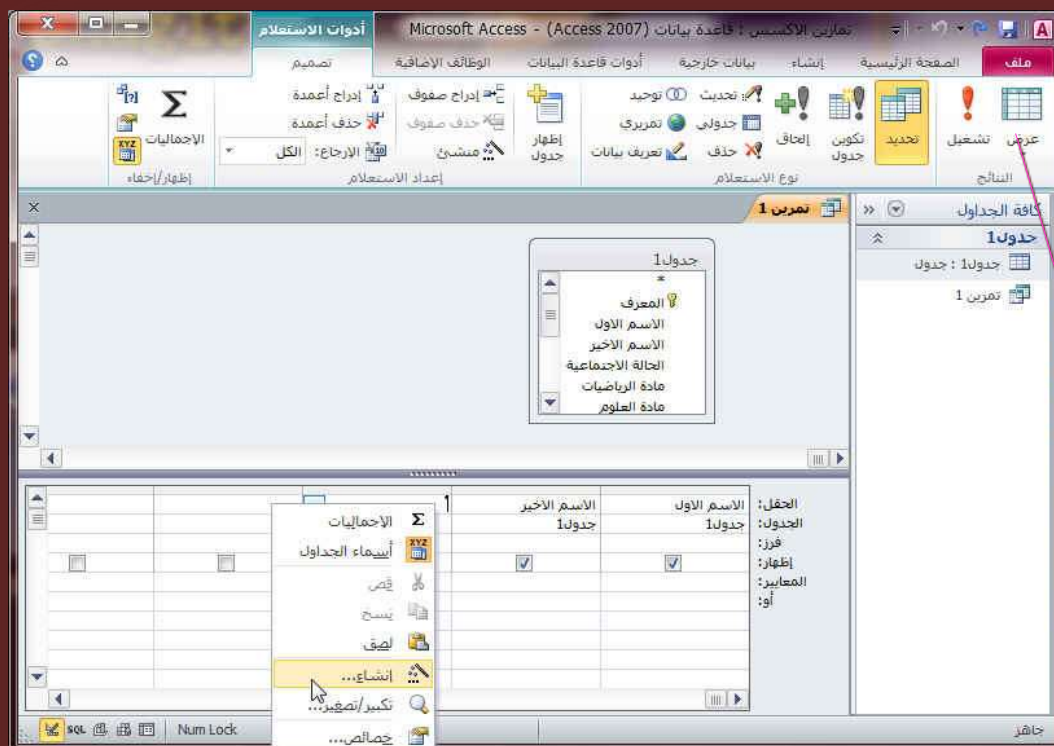 أدوات الاستعلام تمارين الاكسس : قاعدة بيانات (Access 2007) - Microsoft Access
ملف الصفحة الرئيسية إنشاء بيانات خارجية أدوات قاعدة البيانات الوظائف الإضافية تصميم
عرض تشغيل
النتائج
تحديد تكوين جدول إلحاق
تحديث توحيد
جدولي تمريري
حذف تعريف بيانات
نوع الاستعلام
إظهار جدول
إدراج صفوف إدراج أعمدة
حذف صفوف حذف أعمدة
منشئ الإرجاع: الكل
إعداد الاستعلام
الإجماليات
إظهار/إخفاء
كافة الجداول
جدول1
جدول1 : جدول
تمرين 1
تمرين 1
جدول1
*
المعرف
الاسم الاول
الاسم الاخير
الحالة الاجتماعية
مادة الرياضيات
مادة العلوم
الحقل: الاسم الاول الاسم الاخير 1
الجدول: جدول1 جدول1
فرز:
إظهار:
المعايير:
أو:
الإجماليات
أسماء الجداول
قص
نسخ
لصق
إنشاء...
تكبير/تصغير...
خصائص...
جاهز Num Lock SQL